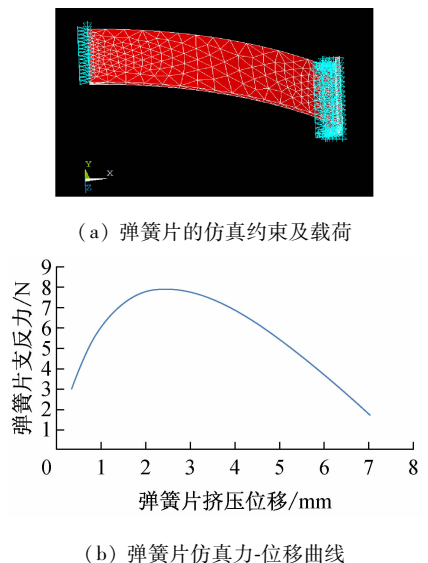 Y
X
Z
（a）弹簧片的仿真约束及载荷
9
8
7
6
5
4
3
2
1
弹簧片支反力/N
0 1 2 3 4 5 6 7 8
弹簧片挤压位移/mm
（b）弹簧片仿真力-位移曲线